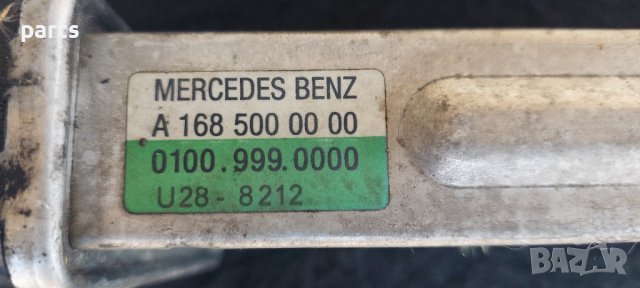 parts
MERCEDES BENZ
A 168 500 00 00
0100.999.0000
U28-8212
BAZAR